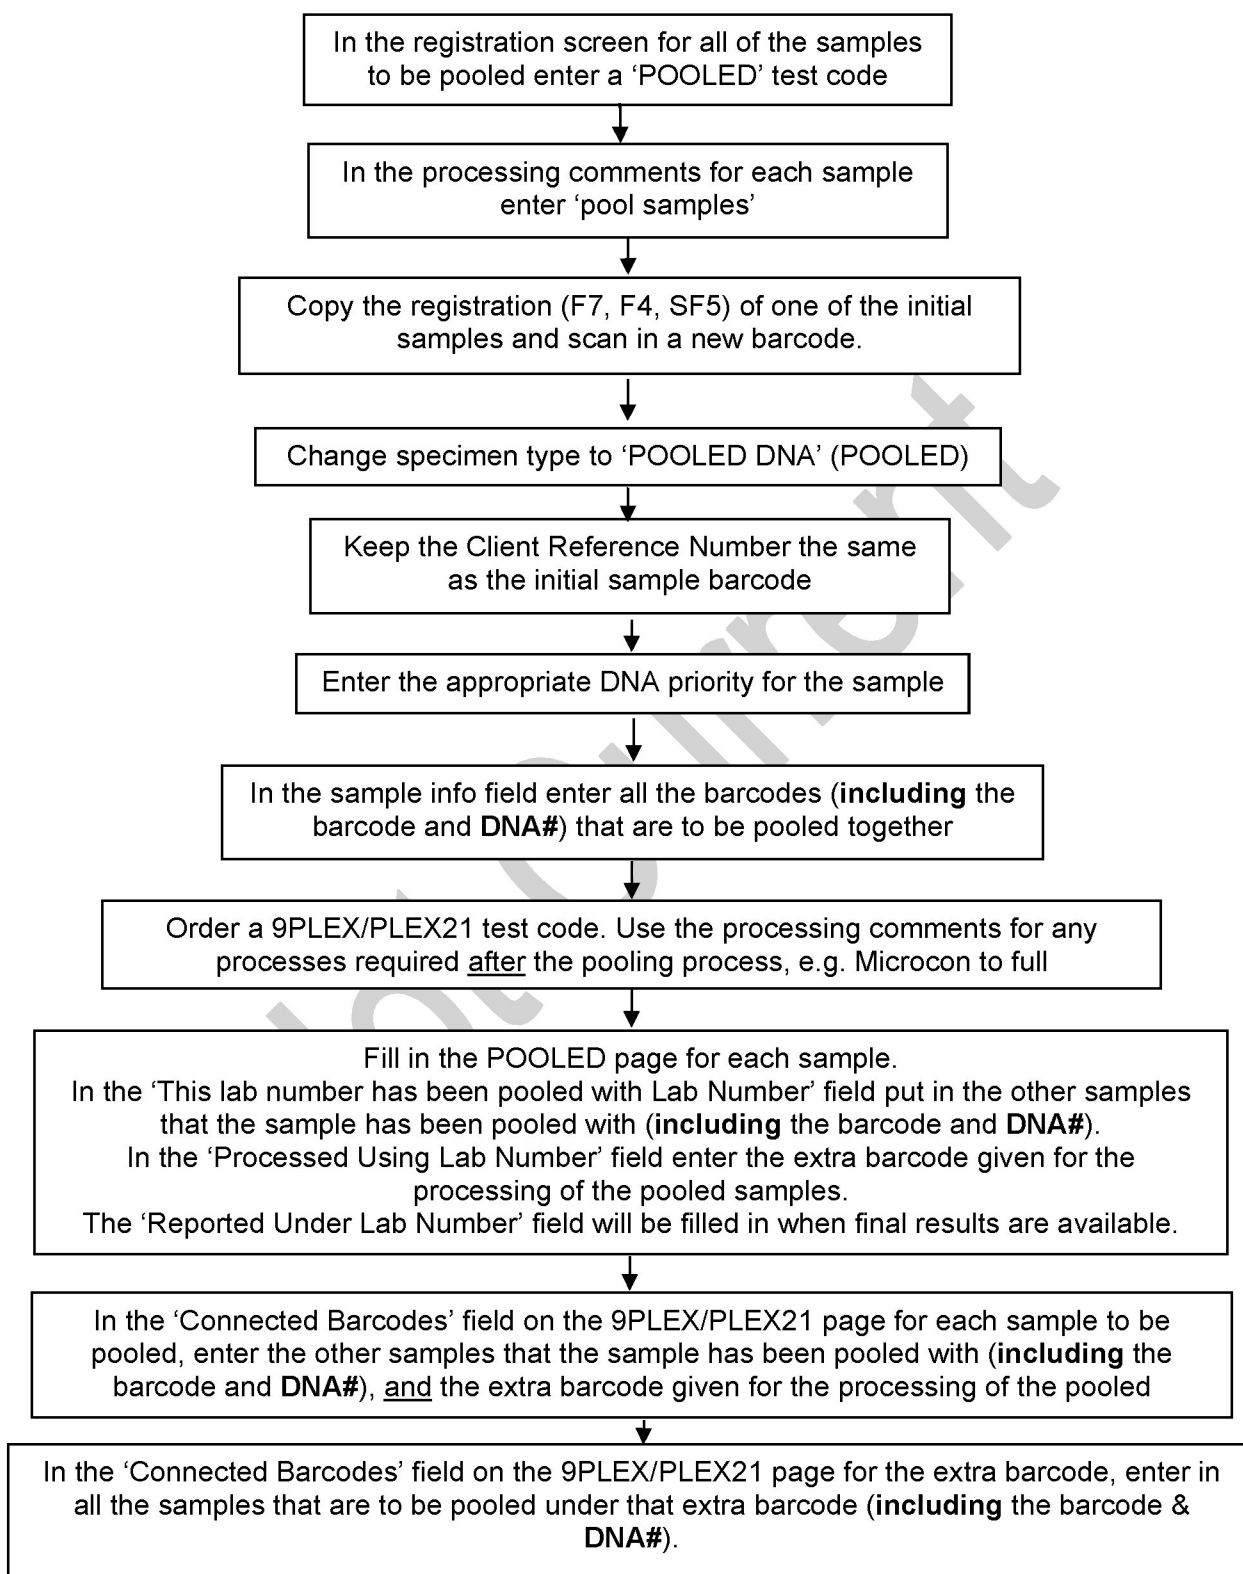 In the registration screen for all of the samples
to be pooled enter a ‘POOLED’ test code
In the processing comments for each sample
enter ‘pool samples’
Copy the registration (F7, F4, SF5) of one of the initial
samples and scan in a new barcode.
Change specimen type to ‘POOLED DNA’ (POOLED)
Keep the Client Reference Number the same
as the initial sample barcode
Enter the appropriate DNA priority for the sample
In the sample info field enter all the barcodes (including the
barcode and DNA#) that are to be pooled together
Order a 9PLEX/PLEX21 test code. Use the processing comments for any
processes required after the pooling process, e.g. Microcon to full
Fill in the POOLED page for each sample.
In the ‘This lab number has been pooled with Lab Number’ field put in the other samples
that the sample has been pooled with (including the barcode and DNA#).
In the ‘Processed Using Lab Number’ field enter the extra barcode given for the
processing of the pooled samples.
The ‘Reported Under Lab Number’ field will be filled in when final results are available.
In the ‘Connected Barcodes’ field on the 9PLEX/PLEX21 page for each sample to be
pooled, enter the other samples that the sample has been pooled with (including the
barcode and DNA#), and the extra barcode given for the processing of the pooled
In the ‘Connected Barcodes’ field on the 9PLEX/PLEX21 page for the extra barcode, enter in
all the samples that are to be pooled under that extra barcode (including the barcode &
DNA#).